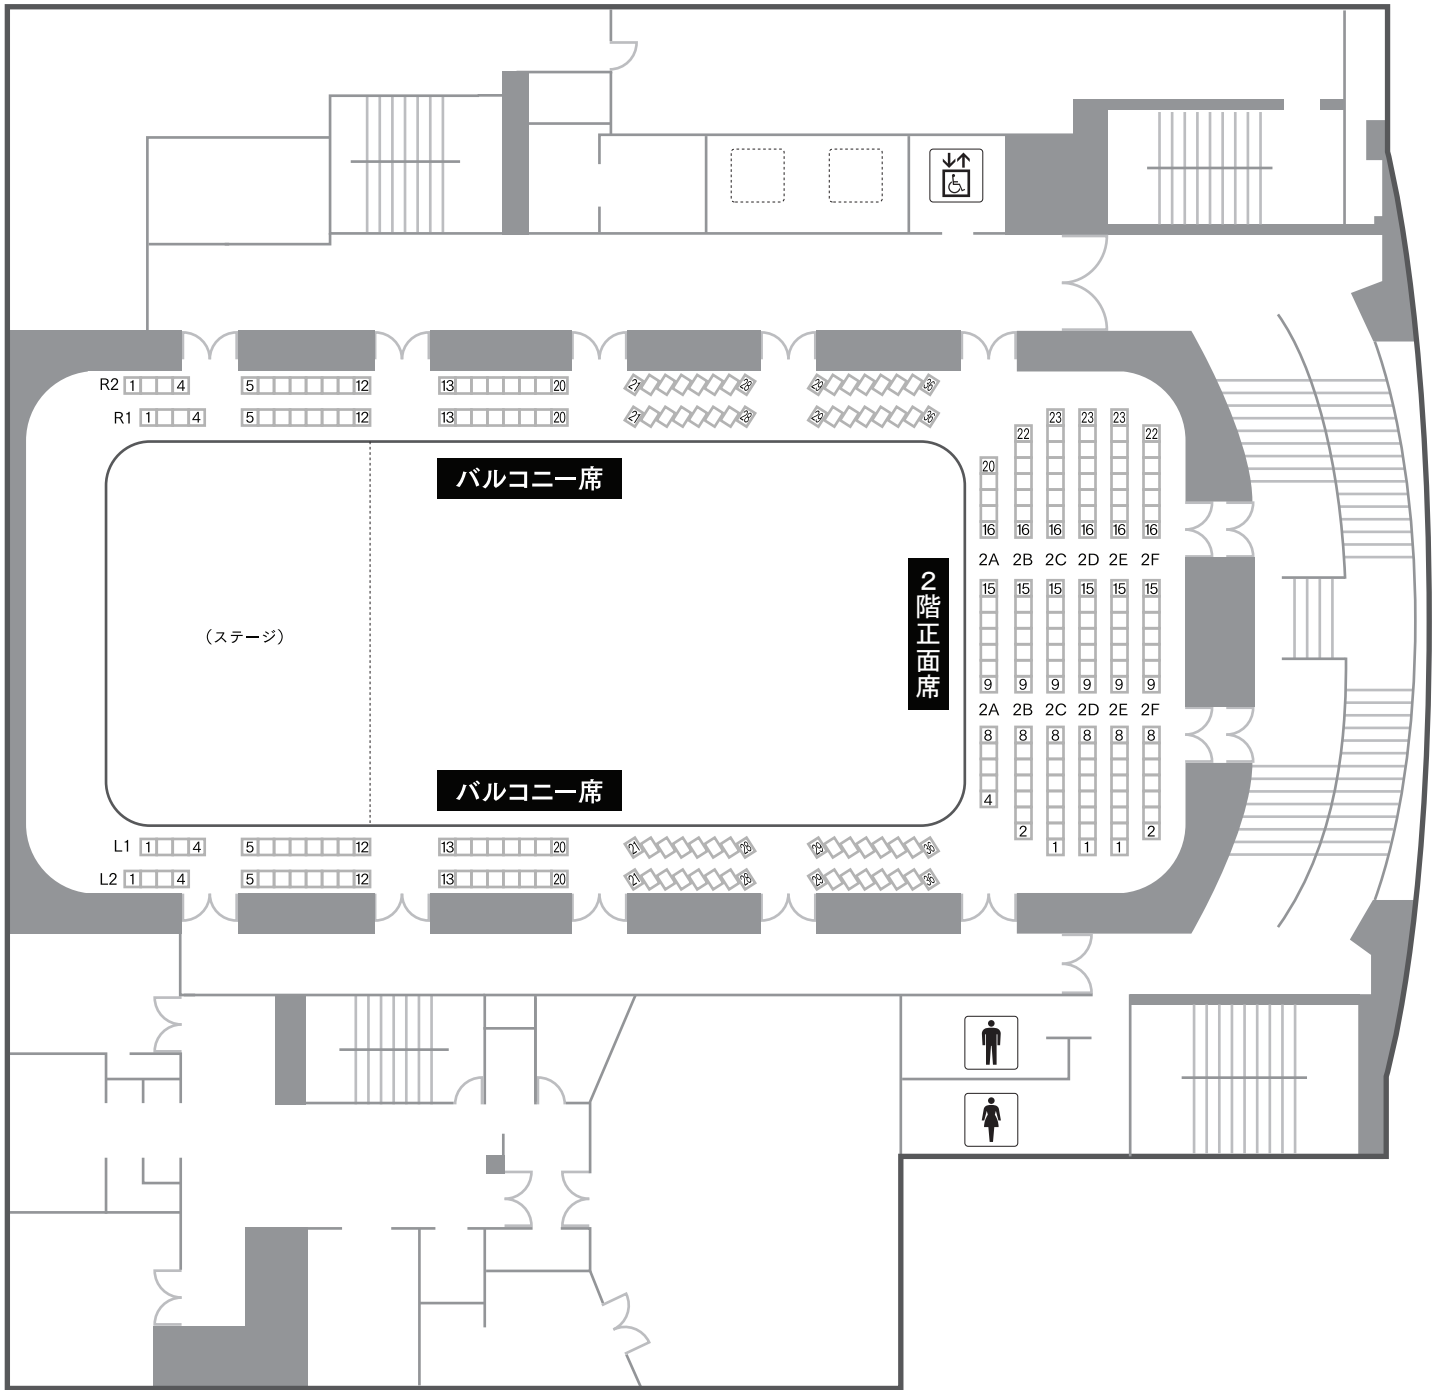 R2 1 4 5 12 13 20 21 28 29 36
R1 1 4 5 12 13 20 21 28 29 36
バルコニー席
23 23 23
22 22
20
16 16 16 16 16 16
2A 2B 2C 2D 2E 2F
15 15 15 15 15 15
2階正面席
(ステージ)
9 9 9 9 9 9
2A 2B 2C 2D 2E 2F
8 8 8 8 8 8
4
2 2
1 1 1
バルコニー席
L1 1 4 5 12 13 20 21 28 29 36
L2 1 4 5 12 13 20 21 28 29 36